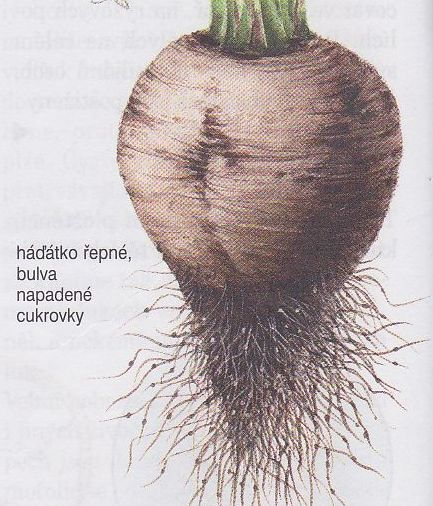 háďátko řepné,
bulva
napadené
cukrovky